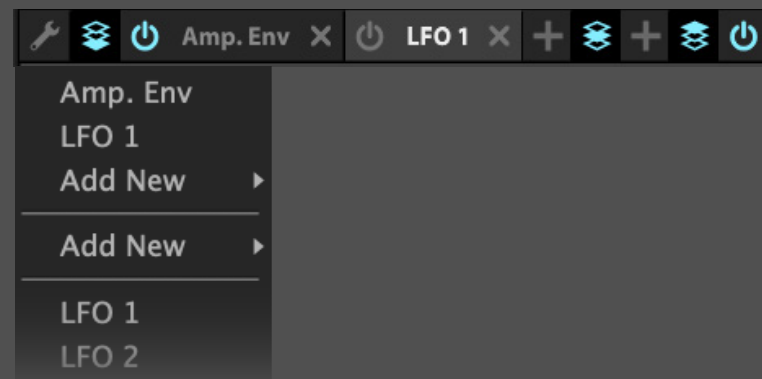 Amp. Env LFO 1
Amp. Env
LFO 1
Add New
Add New
LFO 1
LFO 2